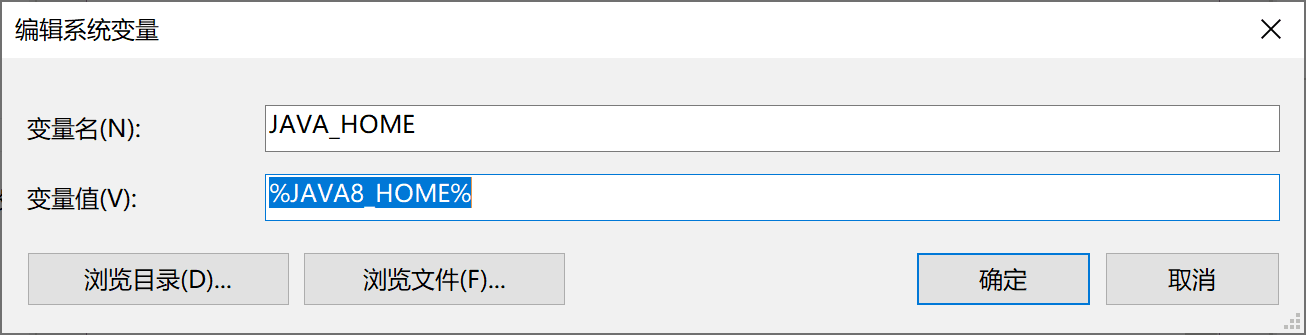 编辑系统变量
变量名(N):
JAVA_HOME
变量值(V):
%JAVA8_HOME%
浏览目录(D)...
浏览文件(F)...
确定
取消